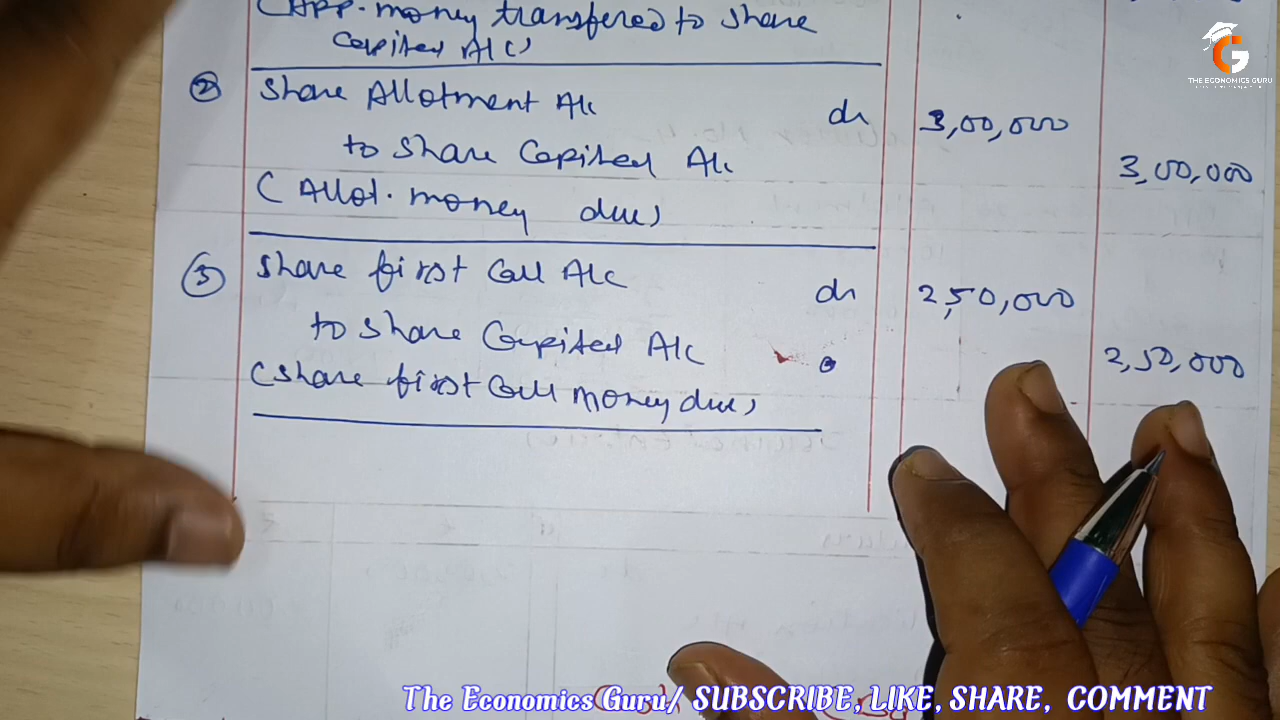 (App. money transferred to share
Capital A/c)
THE ECONOMICS GURU
② Share Allotment A/c dr 3,00,000
to Share Capital A/c 3,00,000
(Allot. money due)
③ Share first Call A/c dr 2,50,000
to Share Capital A/c 2,50,000
(Share first Call money due)
The Economics Guru/ SUBSCRIBE, LIKE, SHARE, COMMENT